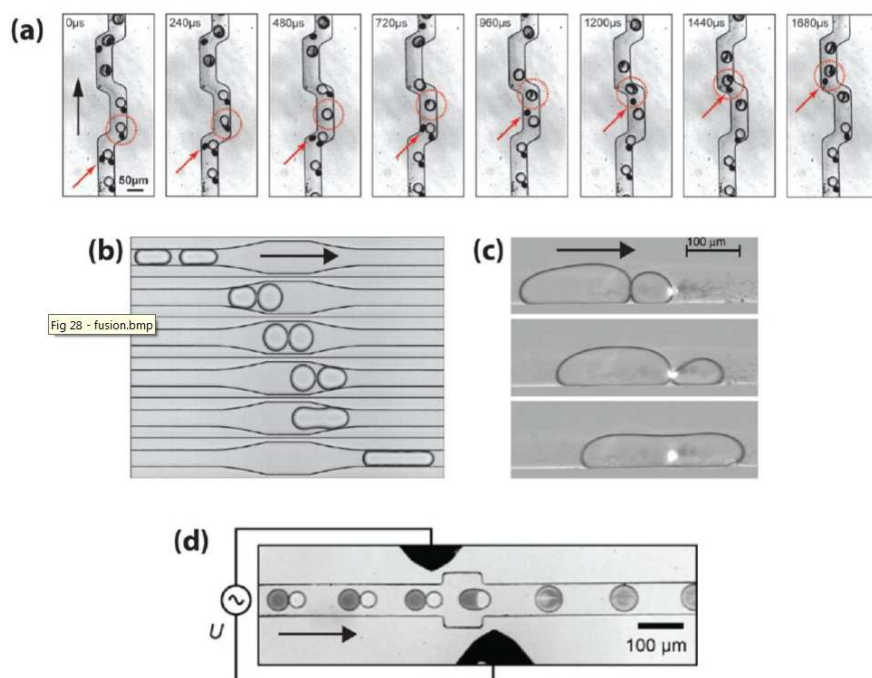 (a)
0µs
240µs
480µs
720µs
960µs
1200µs
1440µs
1680µs
50µm
(b)
(c)
100 µm
Fig 28 - fusion.bmp
(d)
U
100 µm